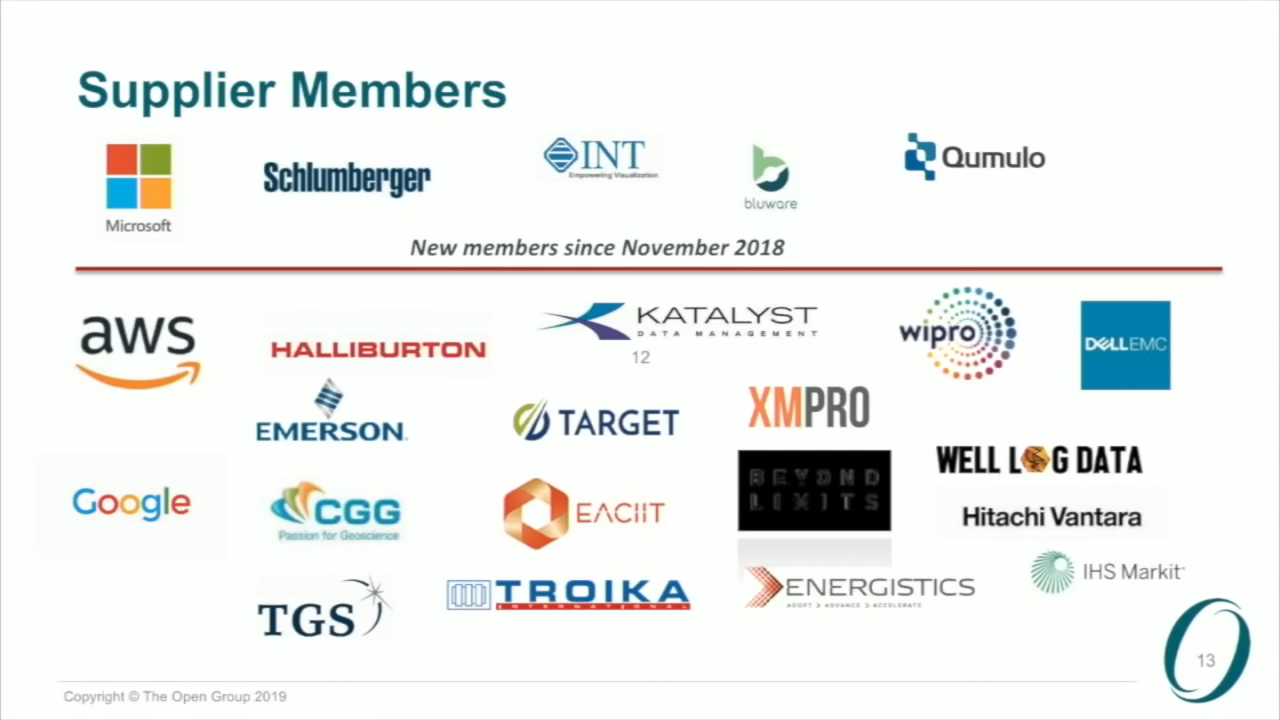 Supplier Members
Microsoft
Schlumberger
INT
Empowering Visualization
bluware
Qumulo
New members since November 2018
aws
HALLIBURTON
KATALYST
DATA MANAGEMENT
12
wipro
DELLEMC
EMERSON
TARGET
XMPRO
Google
CGG
Passion for Geoscience
EACIIT
BEYOND
LIMITS
WELL LOG DATA
Hitachi Vantara
TGS
TROIKA
INTERNATIONAL
ENERGISTICS
ADOPT > ADVANCE > ACCELERATE
IHS Markit
13
Copyright © The Open Group 2019